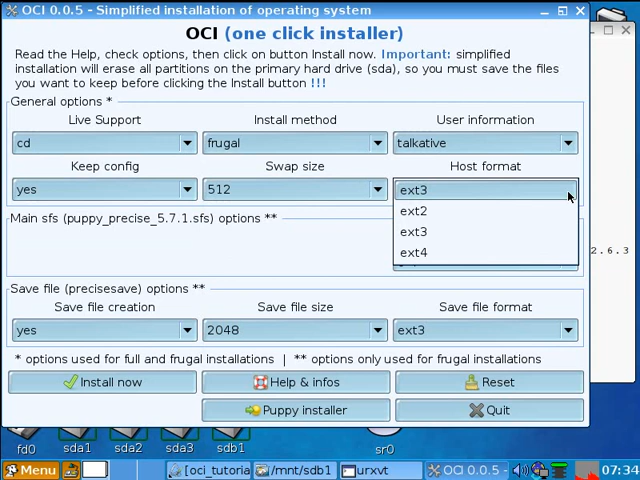 OCI 0.0.5 - Simplified installation of operating system
OCI (one click installer)
Read the Help, check options, then click on button Install now. Important: simplified
installation will erase all partitions on the primary hard drive (sda), so you must save the files
you want to keep before clicking the Install button !!!
General options *
Live Support
Install method
User information
cd
frugal
talkative
Keep config
Swap size
Host format
yes
512
ext3
ext2
ext3
ext4
Main sfs (puppy_precise_5.7.1.sfs) options **
2.6.3
Save file (precisesave) options **
Save file creation
Save file size
Save file format
yes
2048
ext3
* options used for full and frugal installations | ** options only used for frugal installations
Install now
Help & infos
Reset
Puppy installer
Quit
fd0
sda1
sda2
sda3
sdb1
sr0
Menu
[oci_tutoria
/mnt/sdb1
urxvt
OCI 0.0.5 -
07:34